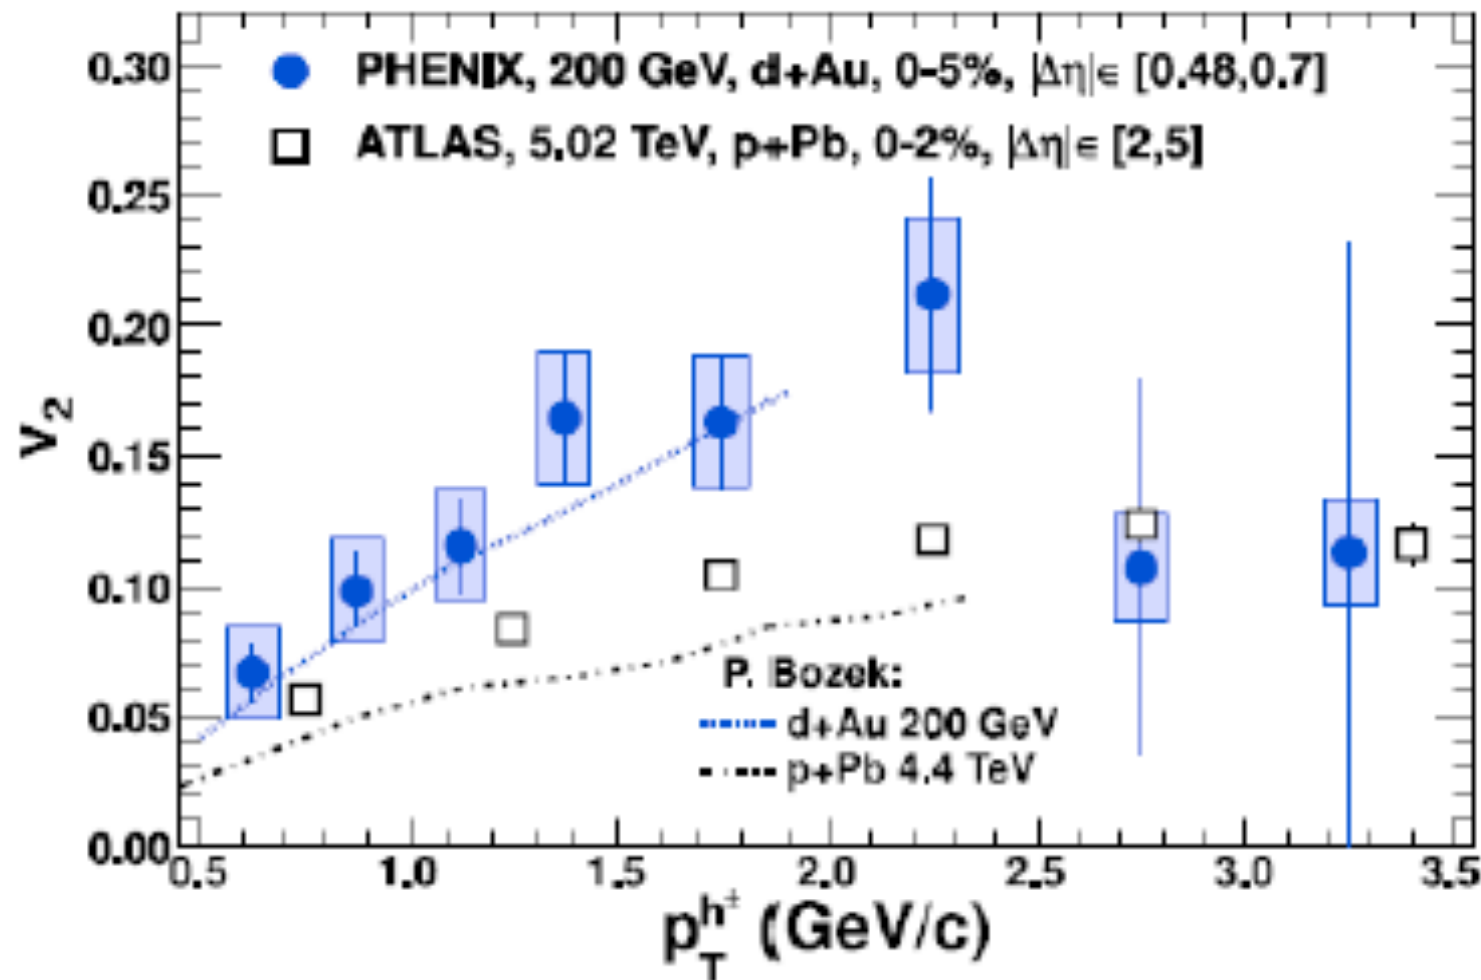 0.30
0.25
0.20
0.15
0.10
0.05
0.00
v2
PHENIX, 200 GeV, d+Au, 0-5%, |Δη|∈ [0.48,0.7]
ATLAS, 5.02 TeV, p+Pb, 0-2%, |Δη|∈ [2,5]
P. Bozek:
d+Au 200 GeV
p+Pb 4.4 TeV
0.5 1.0 1.5 2.0 2.5 3.0 3.5
p_T^h± (GeV/c)